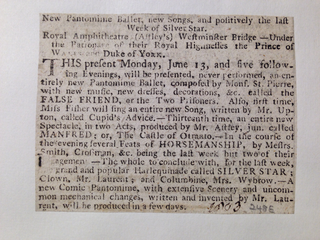 New Pantomime Ballet, new Songs, and positively the last
Week of Silver Star.
Royal Amphitheatre (Astley's) Westminster Bridge —Under
the Patronage of their Royal Highnesses the Prince of
Wales and Duke of York.
THIS present Monday, June 13, and five follow-
ing Evenings, will be presented, never performed, an en-
tirely new Pantomime Ballet, composed by Monf. St. Pierre,
with new music, new dresses, decorations, &c. called the
FALSE FRIEND, or the Two Prisoners. Also, first time,
Miss Fisher will sing an entire new Song, written by Mr. Up-
ton, called Cupid's Advice.—Thirteenth time, an entire new
Spectacle, in Two Acts, produced by Mr. Astley, jun. called
MANFRED; or, The Castle of Otranto.—In the course of
the evening several Feats of HORSEMANSHIP, by Messrs.
Smith, Crossman, &c. being the last week but two of their
engagement.—The whole to conclude with, for the last week,
grand and popular Harlequinade called SILVER STAR;
Clown, Mr. Laurent; and Columbine, Mrs. Wybrow.—A
new Comic Pantomime, with extensive Scenery and uncom-
mon mechanical changes, written and invented by Mr. Lau-
rent, will be produced in a few days.